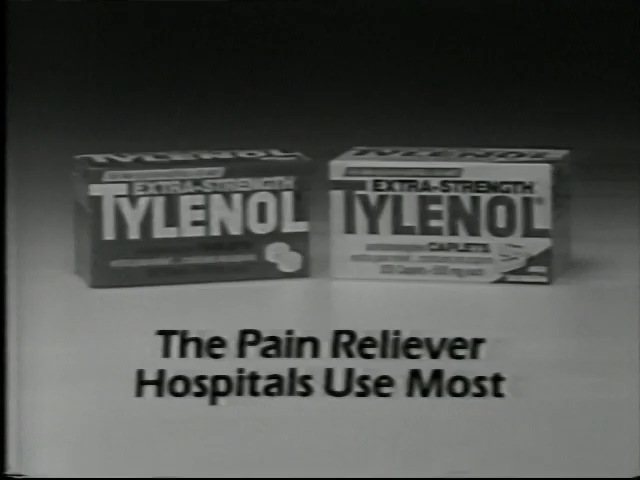 TYLENOL
EXTRA-STRENGTH
TYLENOL
TYLENOL
EXTRA-STRENGTH
TYLENOL
CAPLETS
The Pain Reliever
Hospitals Use Most